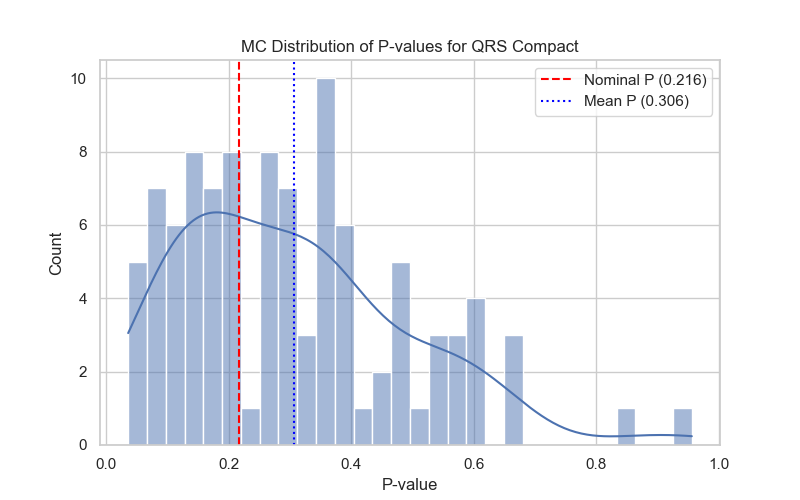 MC Distribution of P-values for QRS Compact
Nominal P (0.216)
Mean P (0.306)
10
8
6
4
2
0
Count
0.0 0.2 0.4 0.6 0.8 1.0
P-value